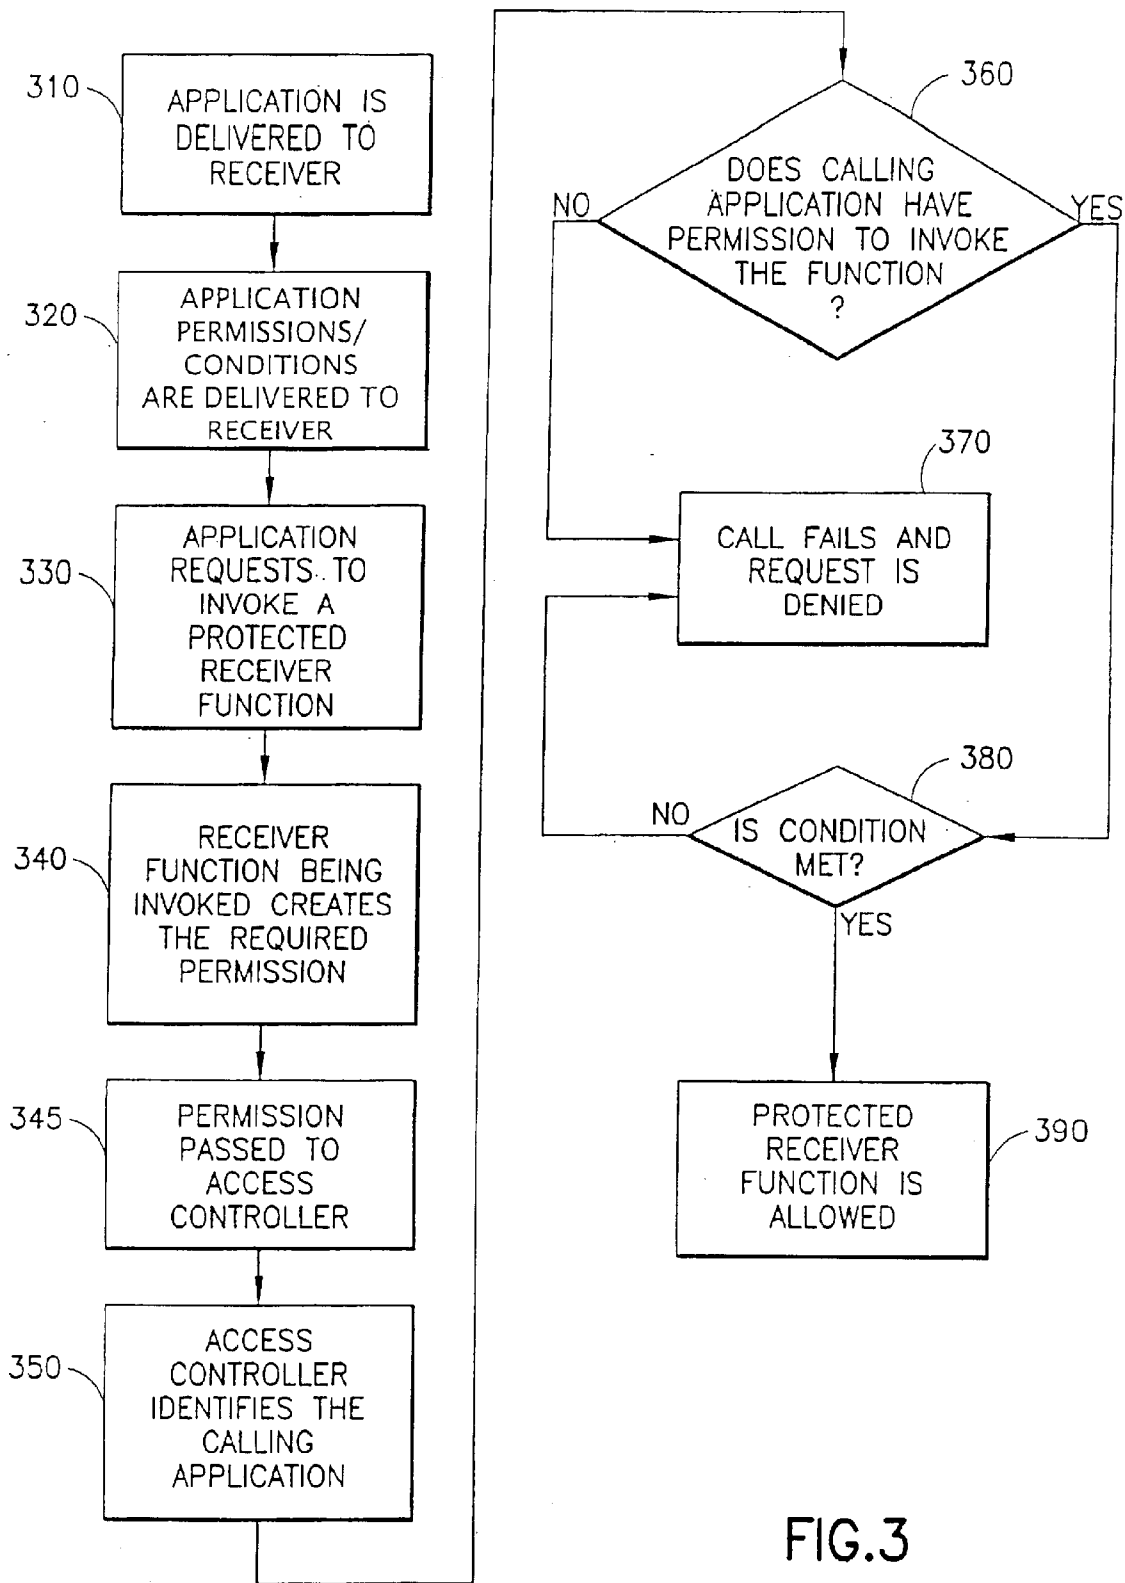 310
APPLICATION IS
DELIVERED TO
RECEIVER
320
APPLICATION
PERMISSIONS/
CONDITIONS
ARE DELIVERED TO
RECEIVER
330
APPLICATION
REQUESTS TO
INVOKE A
PROTECTED
RECEIVER
FUNCTION
340
RECEIVER
FUNCTION BEING
INVOKED CREATES
THE REQUIRED
PERMISSION
345
PERMISSION
PASSED TO
ACCESS
CONTROLLER
350
ACCESS
CONTROLLER
IDENTIFIES THE
CALLING
APPLICATION
360
DOES CALLING
APPLICATION HAVE
PERMISSION TO INVOKE
THE FUNCTION
?
NO
YES
370
CALL FAILS AND
REQUEST IS
DENIED
380
IS CONDITION
MET?
NO
YES
390
PROTECTED
RECEIVER
FUNCTION IS
ALLOWED
FIG.3